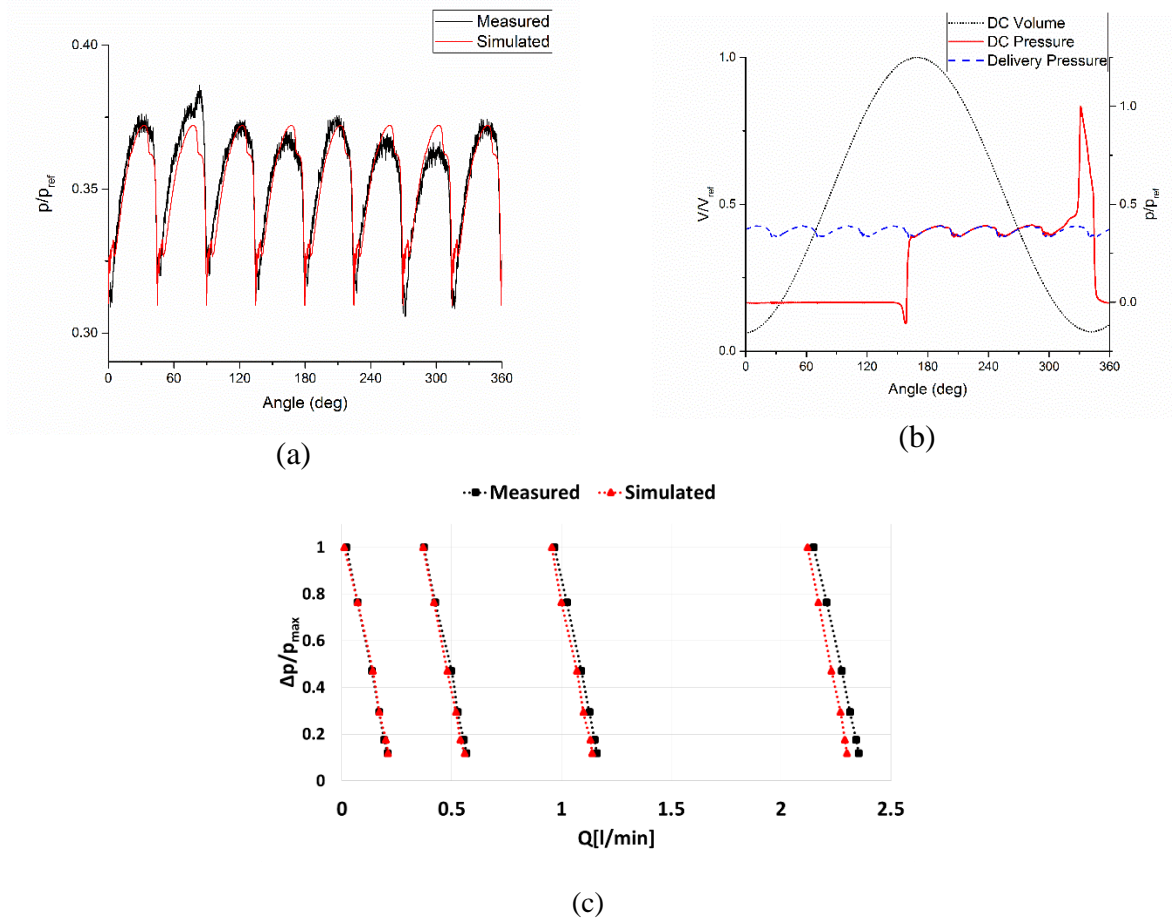 Measured
Simulated
0.40
0.35
0.30
p/p_ref
0 60 120 180 240 300 360
Angle (deg)
(a)
DC Volume
DC Pressure
Delivery Pressure
1.0
0.5
0.0
V/V_ref
1.0
0.5
0.0
p/p_ref
0 60 120 180 240 300 360
Angle (deg)
(b)
Measured Simulated
1
0.8
0.6
0.4
0.2
0
Δp/p_max
0 0.5 1 1.5 2 2.5
Q[l/min]
(c)